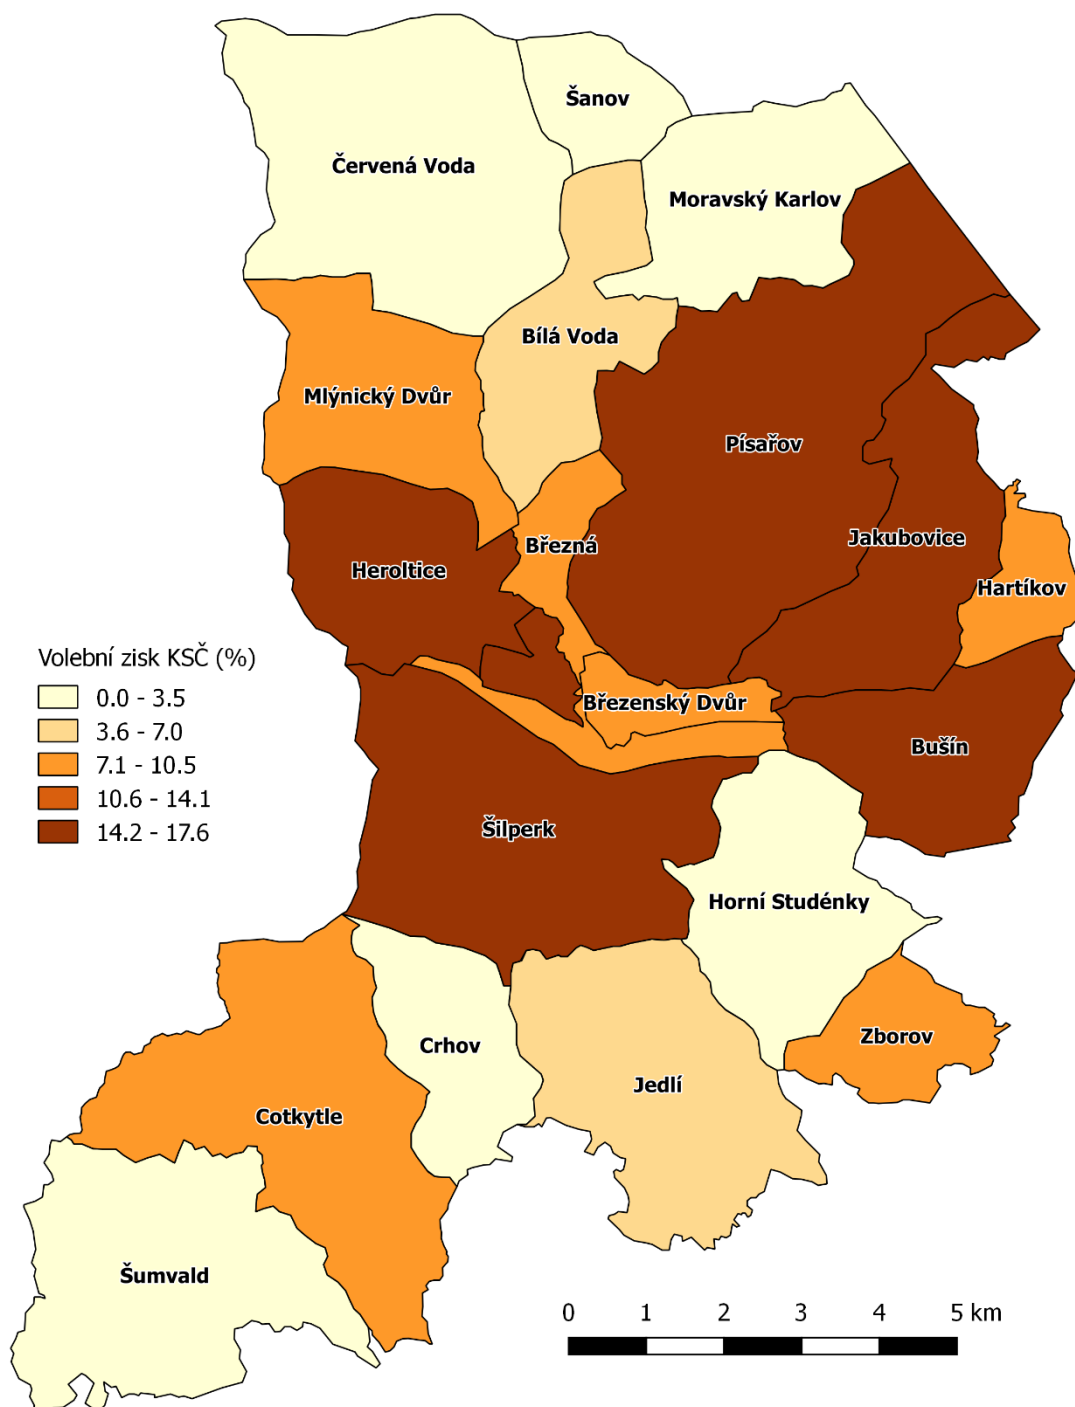 Šanov
Červená Voda
Moravský Karlov
Bílá Voda
Mlýnický Dvůr
Písařov
Jakubovice
Březná
Heroltice
Hartíkov
Volební zisk KSČ (%)
0.0 - 3.5
3.6 - 7.0
7.1 - 10.5
10.6 - 14.1
14.2 - 17.6
Březenský Dvůr
Bušín
Šilperk
Horní Studénky
Zborov
Crhov
Jedlí
Cotkytle
Šumvald
0 1 2 3 4 5 km